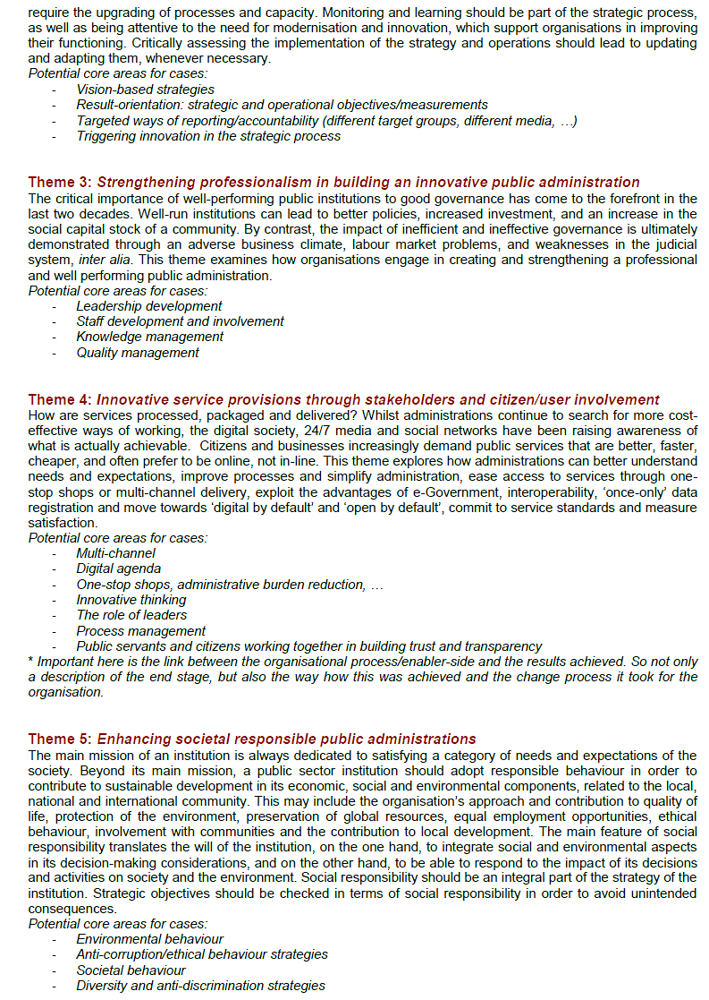 require the upgrading of processes and capacity. Monitoring and learning should be part of the strategic process,
as well as being attentive to the need for modernisation and innovation, which support organisations in improving
their functioning. Critically assessing the implementation of the strategy and operations should lead to updating
and adapting them, whenever necessary.
Potential core areas for cases:
- Vision-based strategies
- Result-orientation: strategic and operational objectives/measurements
- Targeted ways of reporting/accountability (different target groups, different media, …)
- Triggering innovation in the strategic process
Theme 3: Strengthening professionalism in building an innovative public administration
The critical importance of well-performing public institutions to good governance has come to the forefront in the
last two decades. Well-run institutions can lead to better policies, increased investment, and an increase in the
social capital stock of a community. By contrast, the impact of inefficient and ineffective governance is ultimately
demonstrated through an adverse business climate, labour market problems, and weaknesses in the judicial
system, inter alia. This theme examines how organisations engage in creating and strengthening a professional
and well performing public administration.
Potential core areas for cases:
- Leadership development
- Staff development and involvement
- Knowledge management
- Quality management
Theme 4: Innovative service provisions through stakeholders and citizen/user involvement
How are services processed, packaged and delivered? Whilst administrations continue to search for more cost-
effective ways of working, the digital society, 24/7 media and social networks have been raising awareness of
what is actually achievable. Citizens and businesses increasingly demand public services that are better, faster,
cheaper, and often prefer to be online, not in-line. This theme explores how administrations can better understand
needs and expectations, improve processes and simplify administration, ease access to services through one-
stop shops or multi-channel delivery, exploit the advantages of e-Government, interoperability, ‘once-only’ data
registration and move towards ‘digital by default’ and ‘open by default’, commit to service standards and measure
satisfaction.
Potential core areas for cases:
- Multi-channel
- Digital agenda
- One-stop shops, administrative burden reduction, …
- Innovative thinking
- The role of leaders
- Process management
- Public servants and citizens working together in building trust and transparency
* Important here is the link between the organisational process/enabler-side and the results achieved. So not only
a description of the end stage, but also the way how this was achieved and the change process it took for the
organisation.
Theme 5: Enhancing societal responsible public administrations
The main mission of an institution is always dedicated to satisfying a category of needs and expectations of the
society. Beyond its main mission, a public sector institution should adopt responsible behaviour in order to
contribute to sustainable development in its economic, social and environmental components, related to the local,
national and international community. This may include the organisation’s approach and contribution to quality of
life, protection of the environment, preservation of global resources, equal employment opportunities, ethical
behaviour, involvement with communities and the contribution to local development. The main feature of social
responsibility translates the will of the institution, on the one hand, to integrate social and environmental aspects
in its decision-making considerations, and on the other hand, to be able to respond to the impact of its decisions
and activities on society and the environment. Social responsibility should be an integral part of the strategy of the
institution. Strategic objectives should be checked in terms of social responsibility in order to avoid unintended
consequences.
Potential core areas for cases:
- Environmental behaviour
- Anti-corruption/ethical behaviour strategies
- Societal behaviour
- Diversity and anti-discrimination strategies